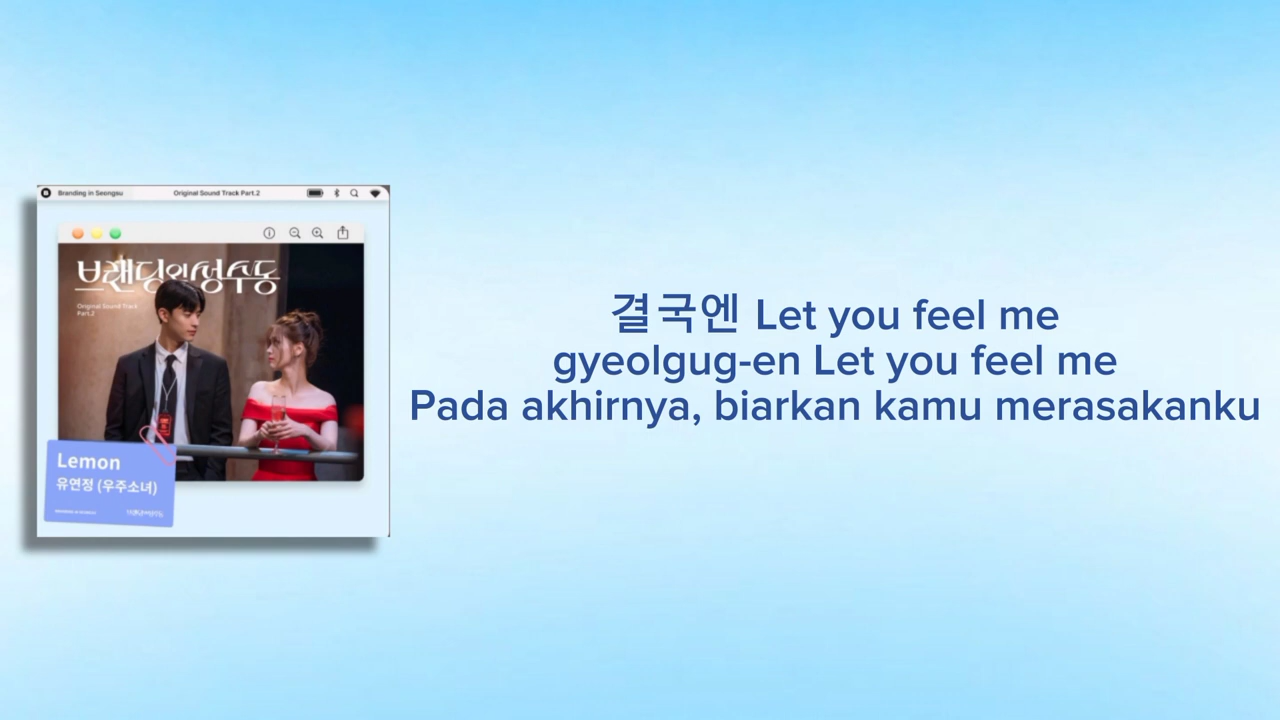 Branding in Seongsu
Original Sound Track Part.2
브랜딩인성수동
Original Sound Track
Part.2
Lemon
유연정 (우주소녀)
결국엔 Let you feel me
gyeolgug-en Let you feel me
Pada akhirnya, biarkan kamu merasakanku